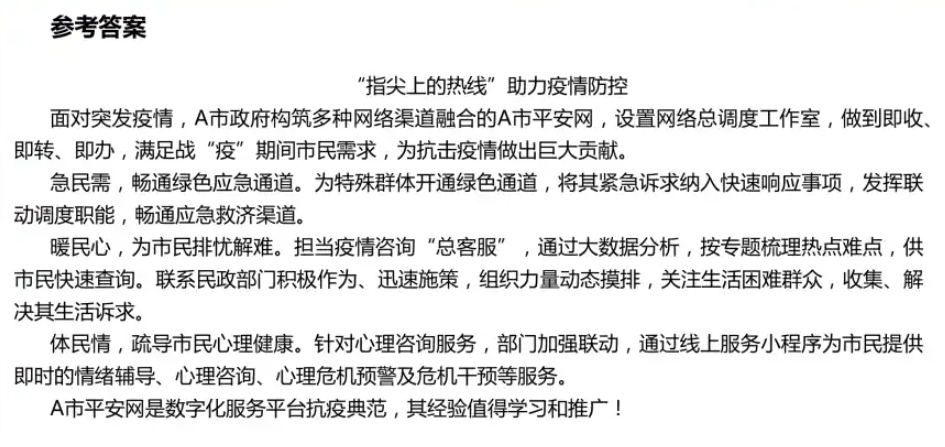 参考答案
“指尖上的热线”助力疫情防控
面对突发疫情，A市政府构筑多种网络渠道融合的A市平安网，设置网络总调度工作室，做到即收、
即转、即办，满足战“疫”期间市民需求，为抗击疫情做出巨大贡献。
急民需，畅通绿色应急通道。为特殊群体开通绿色通道，将其紧急诉求纳入快速响应事项，发挥联
动调度职能，畅通应急救济渠道。
暖民心，为市民排忧解难。担当疫情咨询“总客服”，通过大数据分析，按专题梳理热点难点，供
市民快速查询。联系民政部门积极作为、迅速施策，组织力量动态摸排，关注生活困难群众，收集、解
决其生活诉求。
体民情，疏导市民心理健康。针对心理咨询服务，部门加强联动，通过线上服务小程序为市民提供
即时的情绪辅导、心理咨询、心理危机预警及危机干预等服务。
A市平安网是数字化服务平台抗疫典范，其经验值得学习和推广！